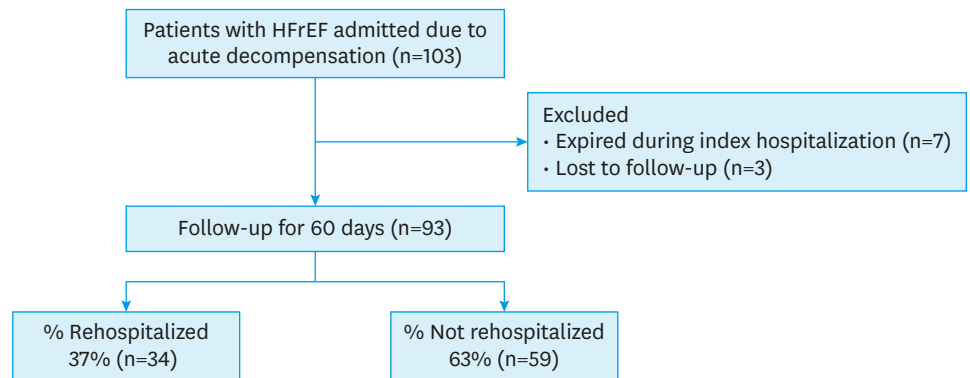 Patients with HFrEF admitted due to
acute decompensation (n=103)
Excluded
• Expired during index hospitalization (n=7)
• Lost to follow-up (n=3)
Follow-up for 60 days (n=93)
% Rehospitalized
37% (n=34)
% Not rehospitalized
63% (n=59)